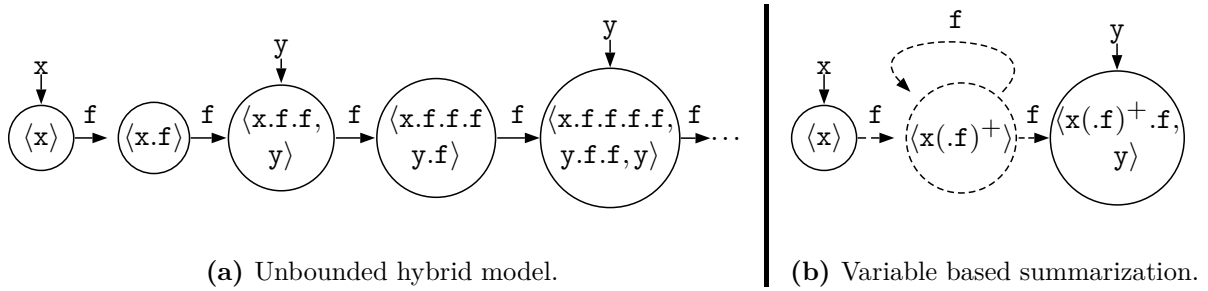 x
f
⟨x⟩
f
⟨x.f⟩
y
⟨x.f.f,
y⟩
f
⟨x.f.f.f
y.f⟩
f
y
⟨x.f.f.f.f,
y.f.f, y⟩
f
···
(a) Unbounded hybrid model.
x
⟨x⟩
f
f
⟨x(.f)⁺⟩
f
y
⟨x(.f)⁺.f,
y⟩
(b) Variable based summarization.